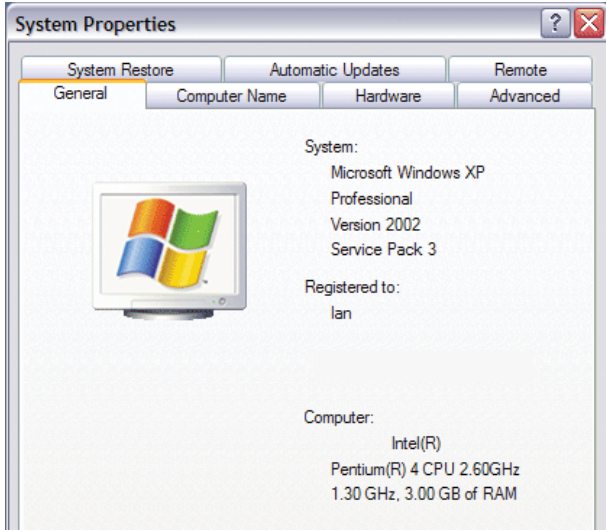 System Properties
System Restore Automatic Updates Remote
General Computer Name Hardware Advanced
System:
Microsoft Windows XP
Professional
Version 2002
Service Pack 3
Registered to:
Ian
Computer:
Intel(R)
Pentium(R) 4 CPU 2.60GHz
1.30 GHz, 3.00 GB of RAM